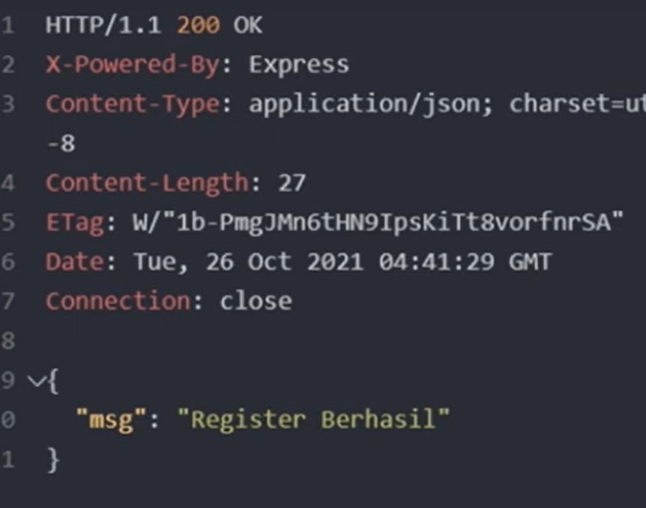 1 HTTP/1.1 200 OK
2 X-Powered-By: Express
3 Content-Type: application/json; charset=ut
-8
4 Content-Length: 27
5 ETag: W/"1b-PmgJMn6tHN9IpsKiTt8vorfnrSA"
6 Date: Tue, 26 Oct 2021 04:41:29 GMT
7 Connection: close
8
9 {
0 "msg": "Register Berhasil"
1 }